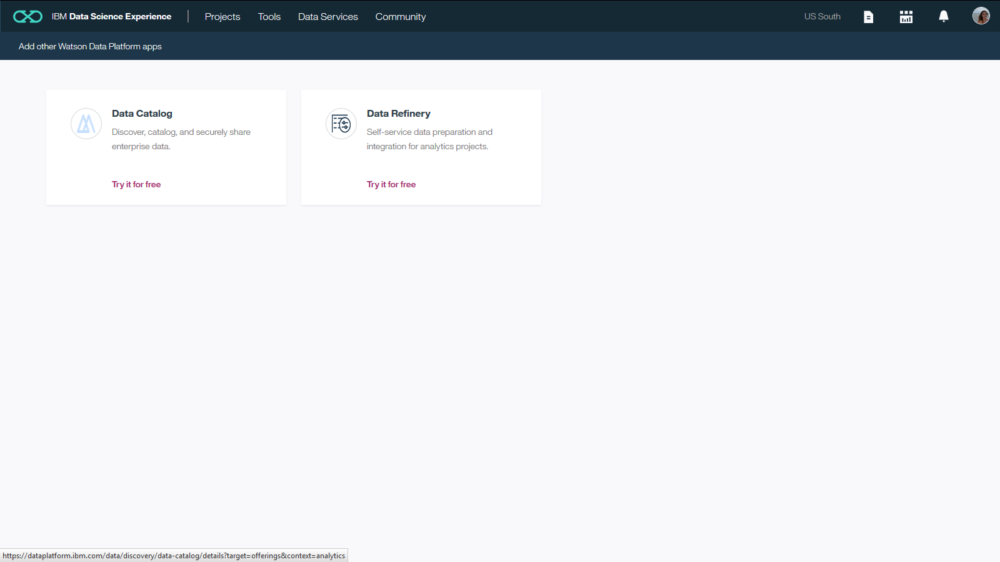 IBM Data Science Experience | Projects Tools Data Services Community US South
Add other Watson Data Platform apps
Data Catalog
Discover, catalog, and securely share
enterprise data.
Try it for free
Data Refinery
Self-service data preparation and
integration for analytics projects.
Try it for free
https://dataplatform.ibm.com/data/discovery/data-catalog/details?target=offerings&context=analytics